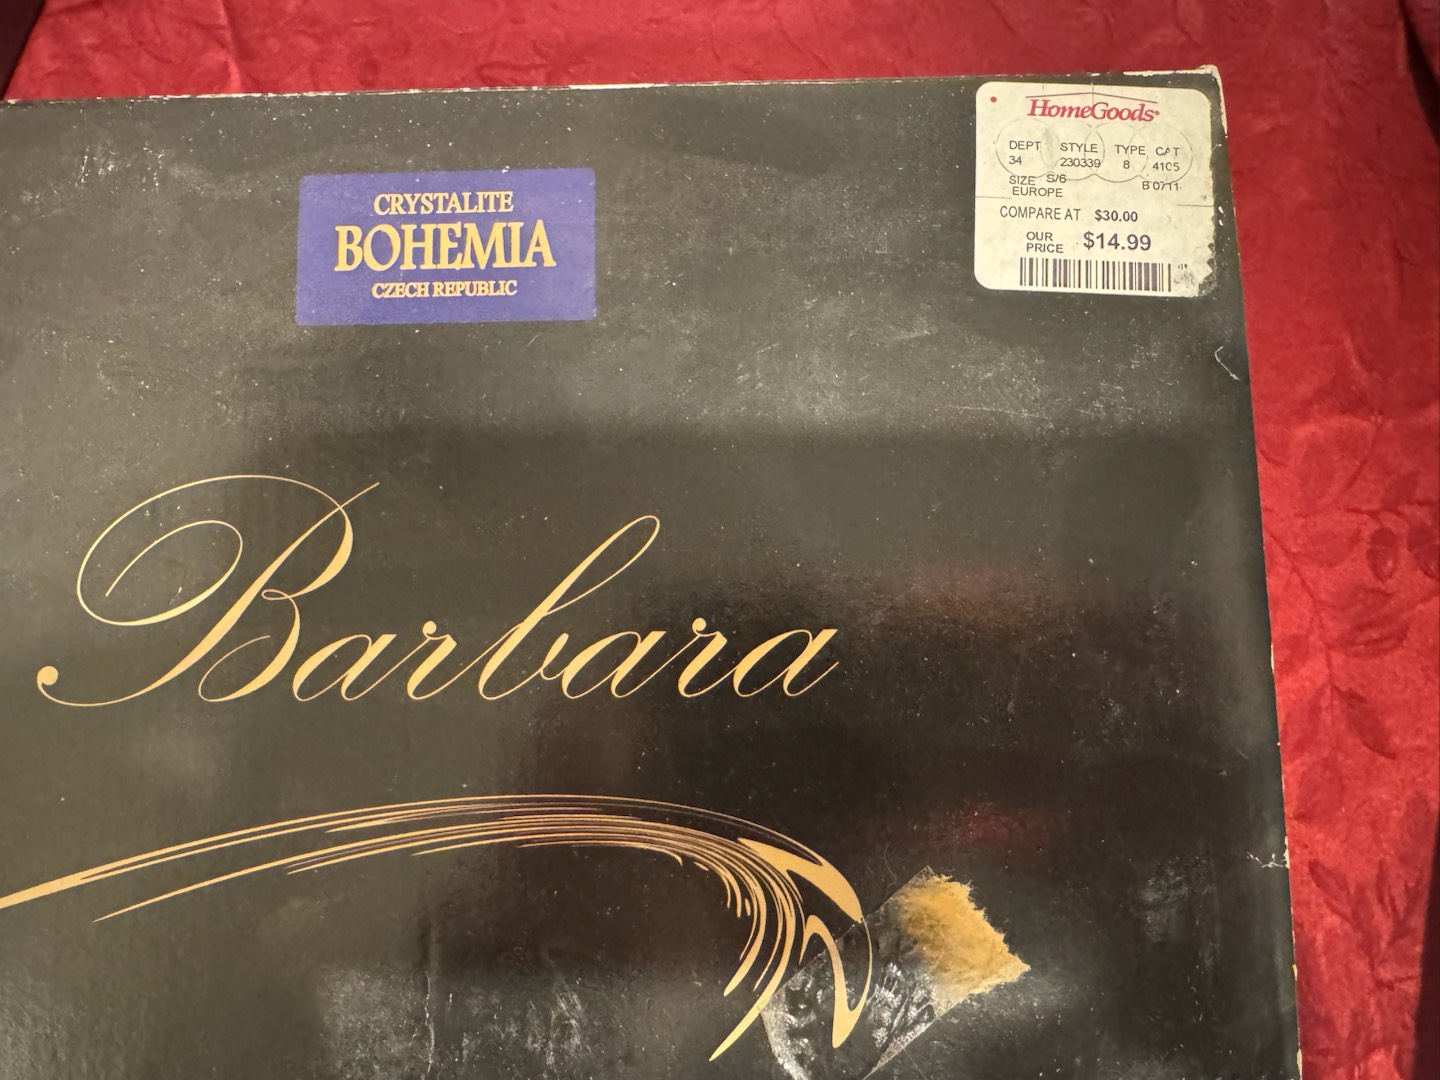 CRYSTALITE
BOHEMIA
CZECH REPUBLIC
HomeGoods
DEPT STYLE TYPE CAT
34 230339 8 4105
SIZE S/6 B 0711
EUROPE
COMPARE AT $30.00
OUR PRICE $14.99
Barbara